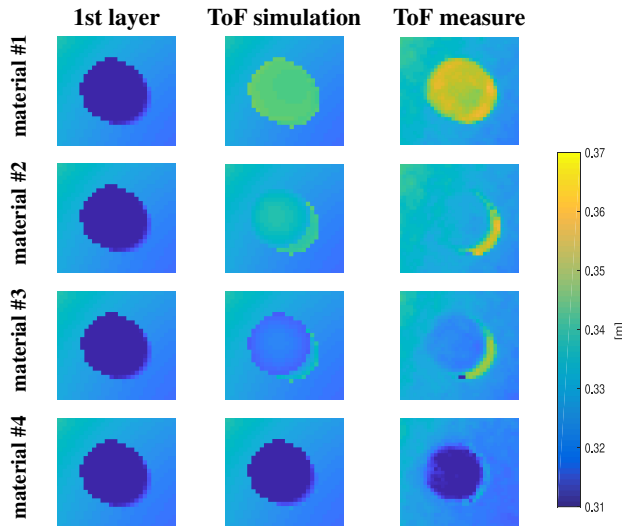 1st layer ToF simulation ToF measure
material #1
material #2
material #3
material #4
0.37
0.36
0.35
0.34
0.33
0.32
0.31
[m]